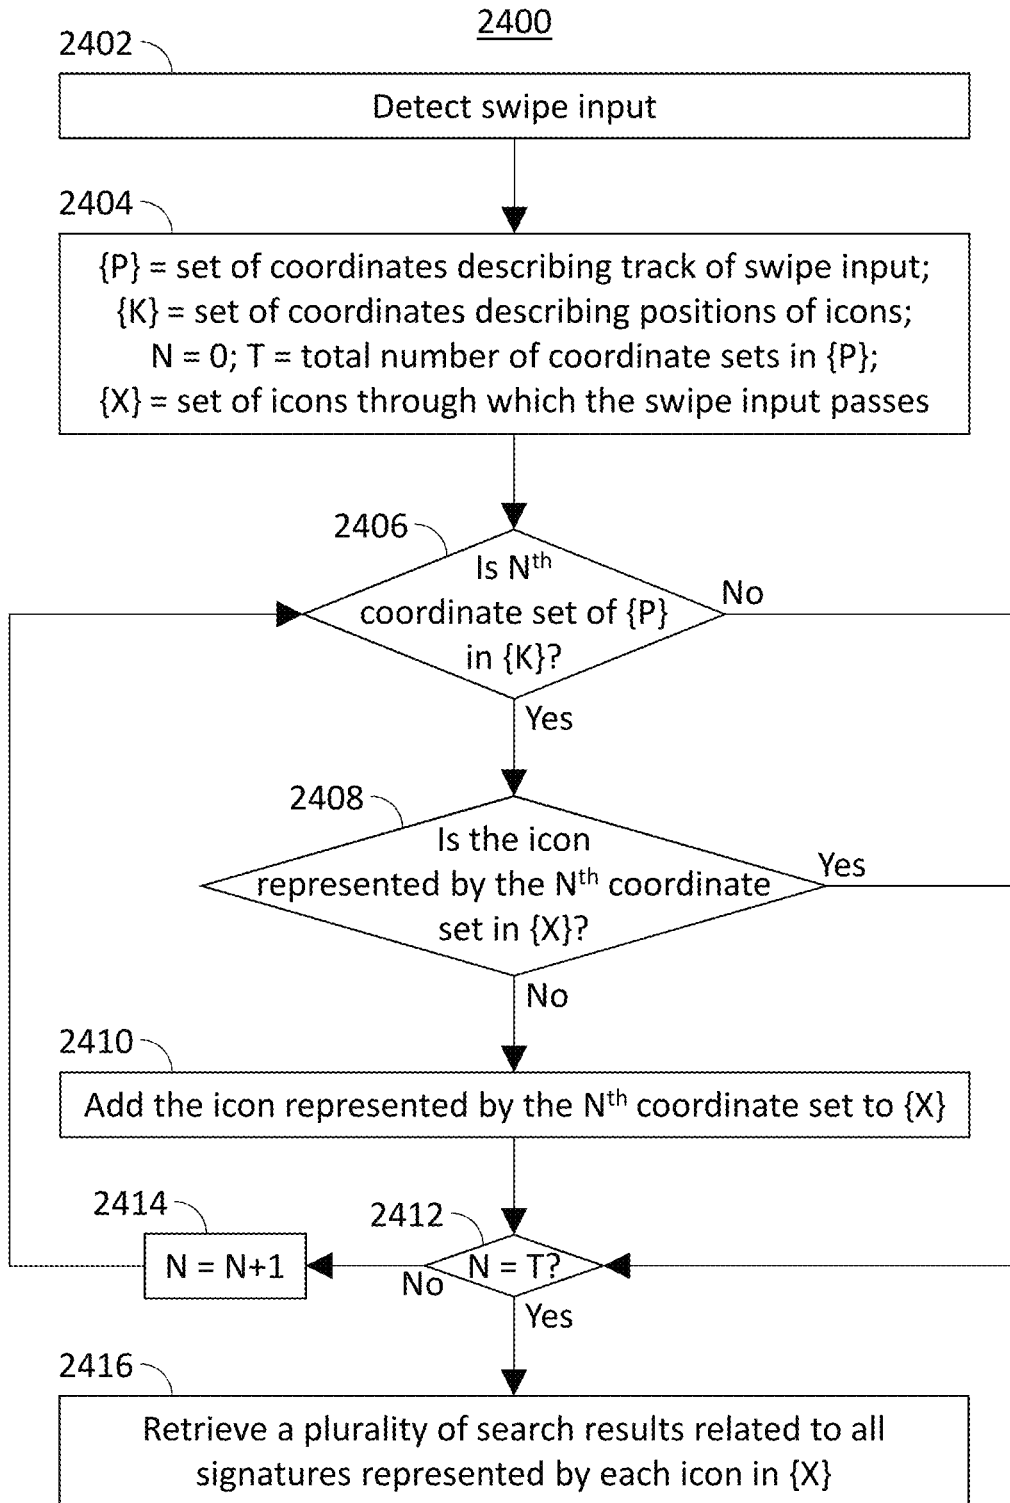 2400
2402
Detect swipe input
2404
{P} = set of coordinates describing track of swipe input;
{K} = set of coordinates describing positions of icons;
N = 0; T = total number of coordinate sets in {P};
{X} = set of icons through which the swipe input passes
2406
Is Nth
coordinate set of {P}
in {K}?
No
Yes
2408
Is the icon
represented by the Nth coordinate
set in {X}?
Yes
No
2410
Add the icon represented by the Nth coordinate set to {X}
2414
N = N+1
2412
N = T?
No
Yes
2416
Retrieve a plurality of search results related to all
signatures represented by each icon in {X}